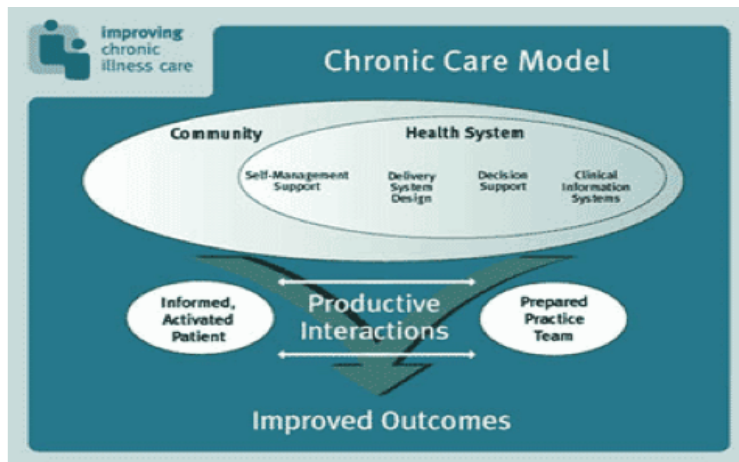 improving
chronic
illness care
Chronic Care Model
Community
Health System
Self-Management
Support
Delivery
System
Design
Decision
Support
Clinical
Information
Systems
Informed,
Activated
Patient
Productive
Interactions
Prepared
Practice
Team
Improved Outcomes